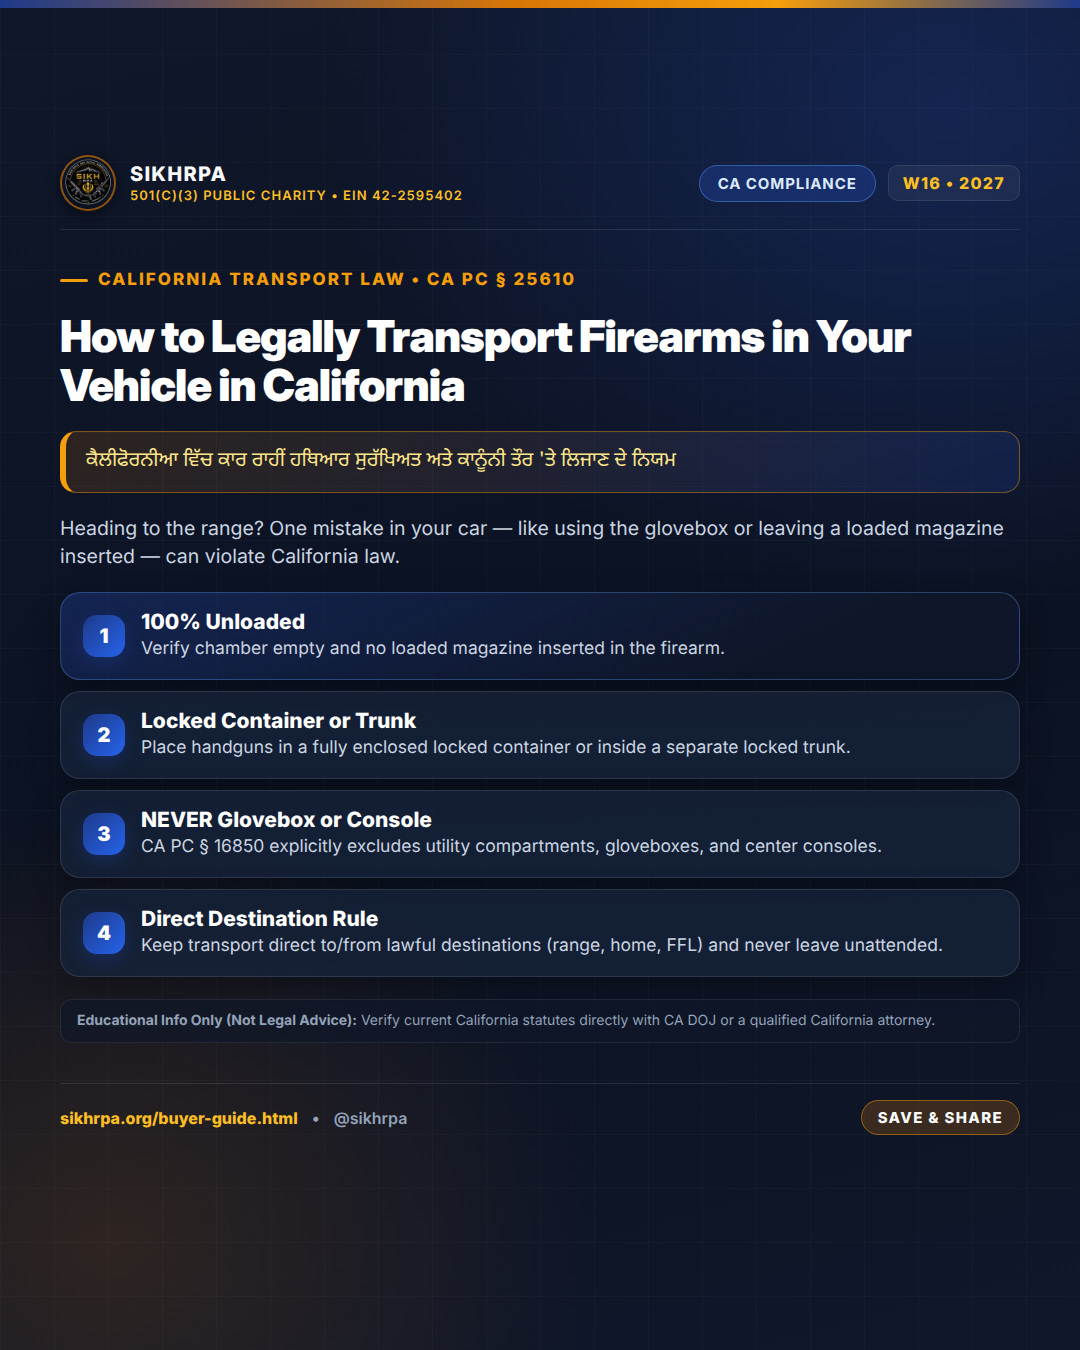 SIKH
SIKHRPA
501(C)(3) PUBLIC CHARITY • EIN 42-2595402
CA COMPLIANCE
W16 • 2027
CALIFORNIA TRANSPORT LAW • CA PC § 25610
How to Legally Transport Firearms in Your
Vehicle in California
ਕੈਲੀਫੋਰਨੀਆ ਵਿੱਚ ਕਾਰ ਰਾਹੀਂ ਹਥਿਆਰ ਸੁਰੱਖਿਅਤ ਅਤੇ ਕਾਨੂੰਨੀ ਤੌਰ 'ਤੇ ਲਿਜਾਣ ਦੇ ਨਿਯਮ
Heading to the range? One mistake in your car — like using the glovebox or leaving a loaded magazine
inserted — can violate California law.
1
100% Unloaded
Verify chamber empty and no loaded magazine inserted in the firearm.
2
Locked Container or Trunk
Place handguns in a fully enclosed locked container or inside a separate locked trunk.
3
NEVER Glovebox or Console
CA PC § 16850 explicitly excludes utility compartments, gloveboxes, and center consoles.
4
Direct Destination Rule
Keep transport direct to/from lawful destinations (range, home, FFL) and never leave unattended.
Educational Info Only (Not Legal Advice): Verify current California statutes directly with CA DOJ or a qualified California attorney.
sikhrpa.org/buyer-guide.html • @sikhrpa
SAVE & SHARE